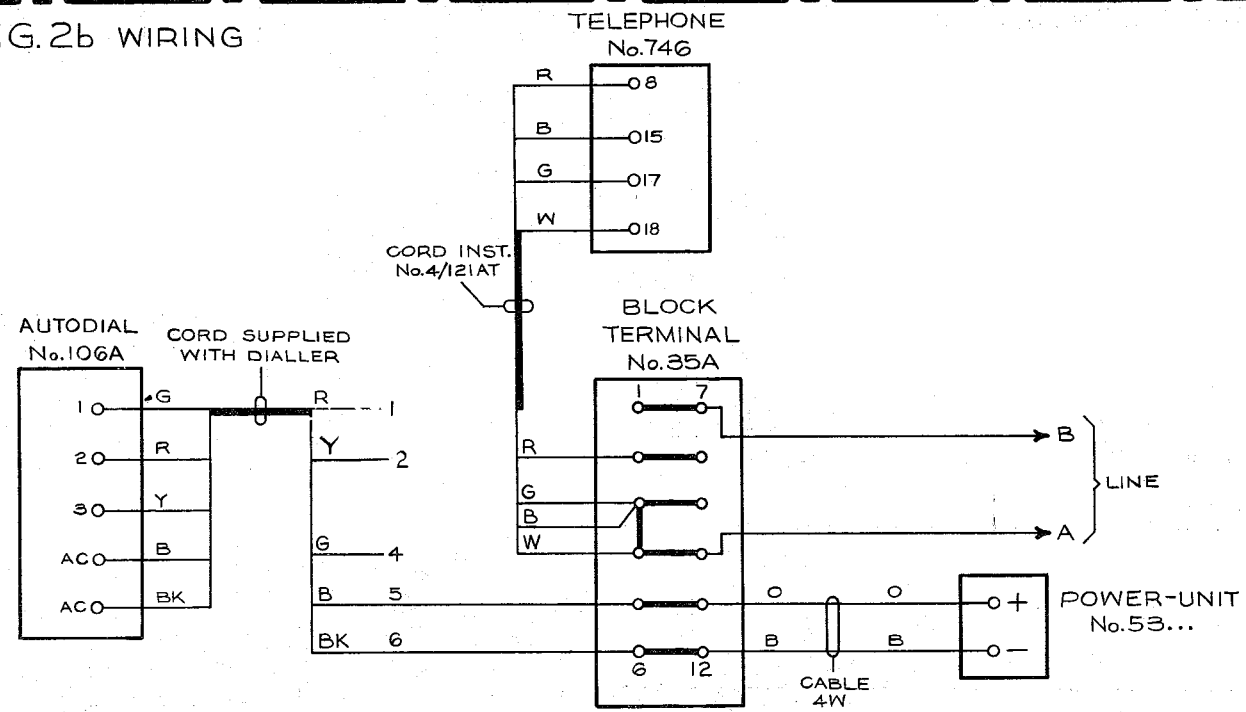 G. 2b WIRING
TELEPHONE
No.746
R 8
B 15
G 17
W 18
CORD INST.
No.4/121AT
AUTODIAL
No.106A
CORD SUPPLIED
WITH DIALLER
BLOCK
TERMINAL
No.35A
1 G R 1
2 R Y 2
3 Y
AC B G 4
AC BK B 5
BK 6
1 7
R
G
B
W
6 12
B
A
LINE
O O
B B
CABLE
4W
+
-
POWER-UNIT
No.53...